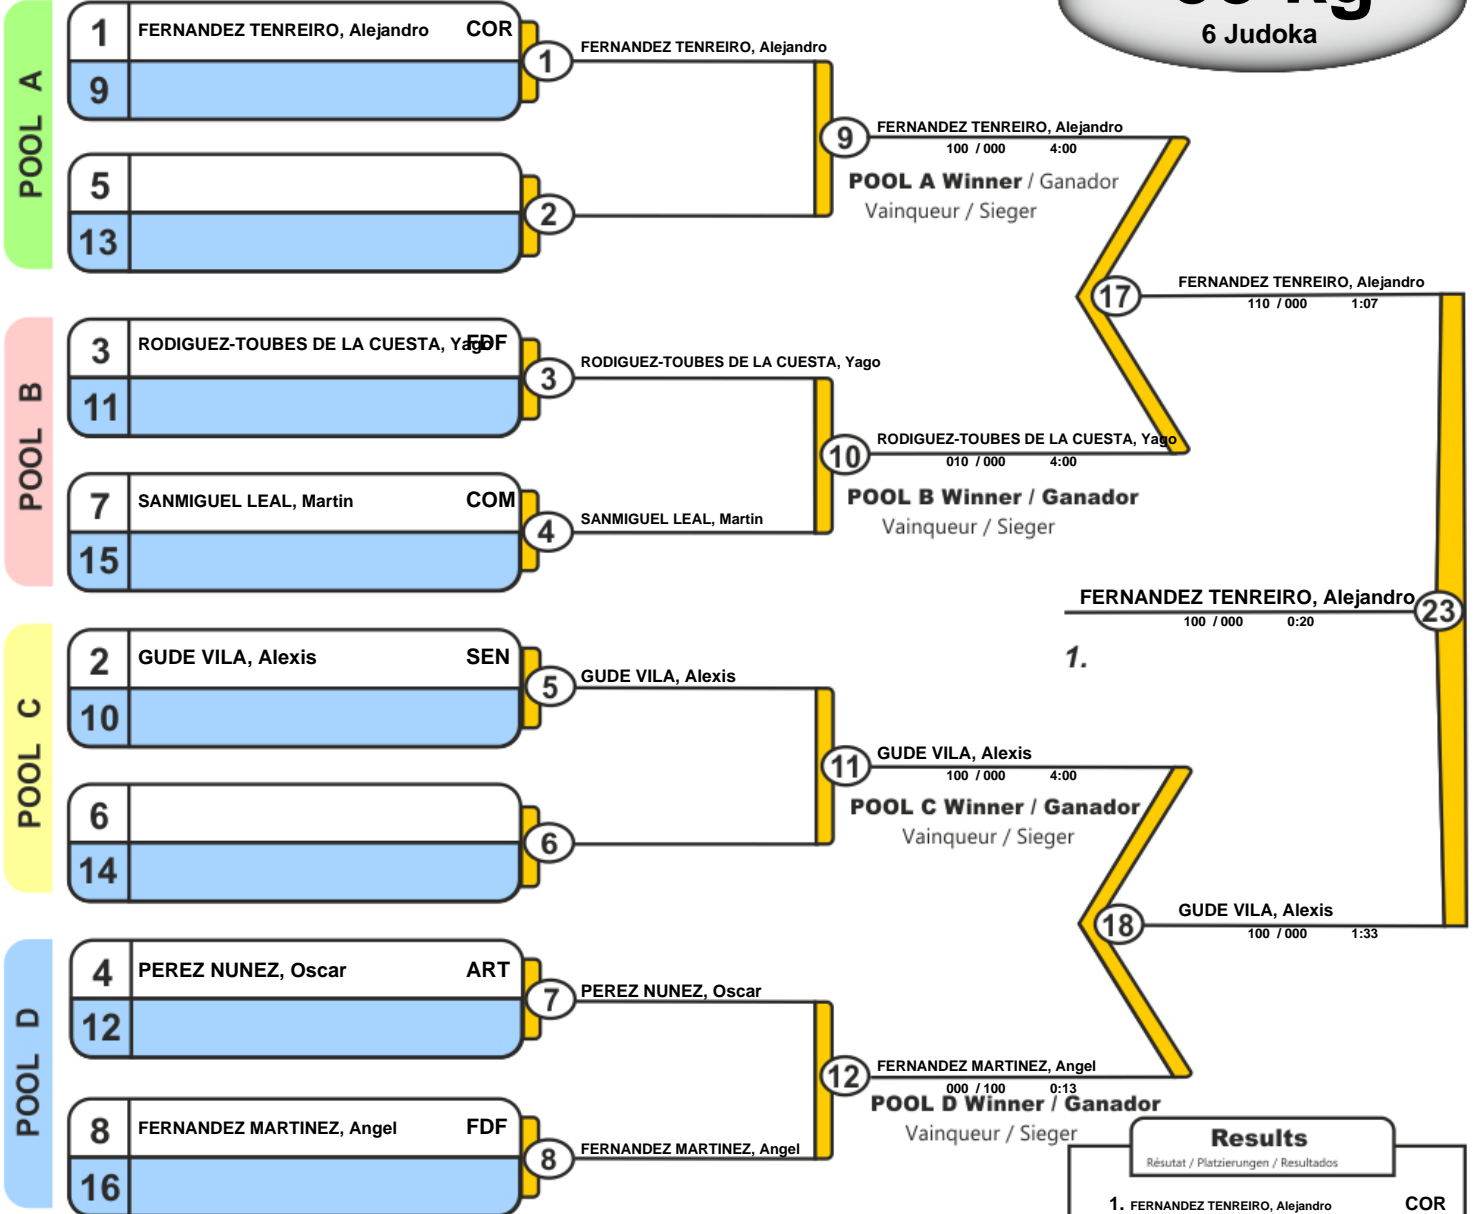 6 Judoka
POOL A
1 FERNANDEZ TENREIRO, Alejandro COR
9
5
13
1 FERNANDEZ TENREIRO, Alejandro
2
9 FERNANDEZ TENREIRO, Alejandro
100 / 000 4:00
POOL A Winner / Ganador
Vainqueur / Sieger
POOL B
3 RODIGUEZ-TOUBES DE LA CUESTA, Yago FDF
11
7 SANMIGUEL LEAL, Martin COM
15
3 RODIGUEZ-TOUBES DE LA CUESTA, Yago
4 SANMIGUEL LEAL, Martin
10 RODIGUEZ-TOUBES DE LA CUESTA, Yago
010 / 000 4:00
POOL B Winner / Ganador
Vainqueur / Sieger
17 FERNANDEZ TENREIRO, Alejandro
110 / 000 1:07
FERNANDEZ TENREIRO, Alejandro 23
100 / 000 0:20
1.
POOL C
2 GUDE VILA, Alexis SEN
10
6
14
5 GUDE VILA, Alexis
6
11 GUDE VILA, Alexis
100 / 000 4:00
POOL C Winner / Ganador
Vainqueur / Sieger
18 GUDE VILA, Alexis
100 / 000 1:33
POOL D
4 PEREZ NUNEZ, Oscar ART
12
8 FERNANDEZ MARTINEZ, Angel FDF
16
7 PEREZ NUNEZ, Oscar
8 FERNANDEZ MARTINEZ, Angel
12 FERNANDEZ MARTINEZ, Angel
000 / 100 0:13
POOL D Winner / Ganador
Vainqueur / Sieger
Results
Résutat / Platzierungen / Resultados
1. FERNANDEZ TENREIRO, Alejandro COR